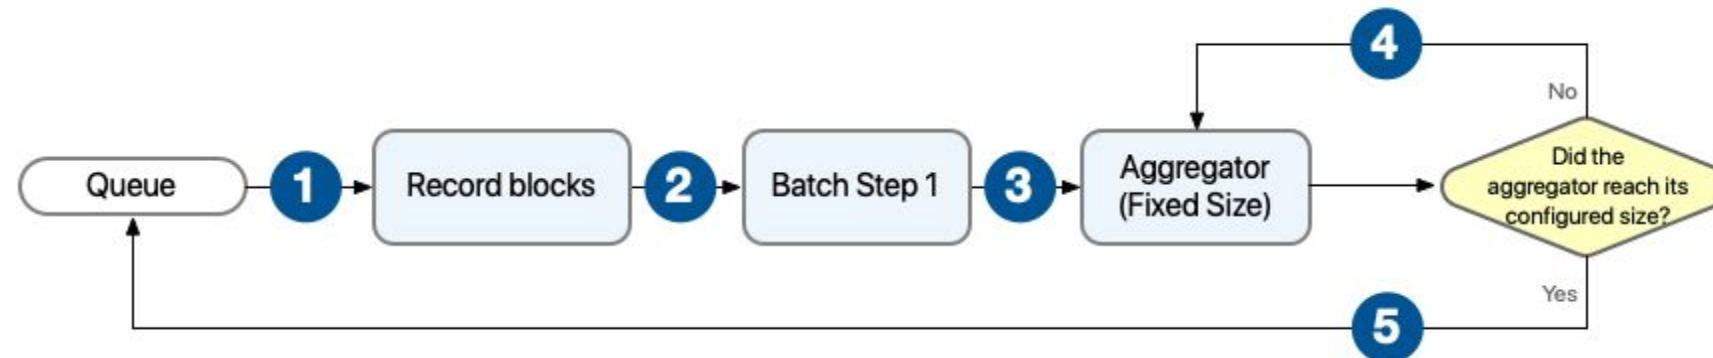 4
No
Queue
1
Record blocks
2
Batch Step 1
3
Aggregator
(Fixed Size)
Did the
aggregator reach its
configured size?
Yes
5